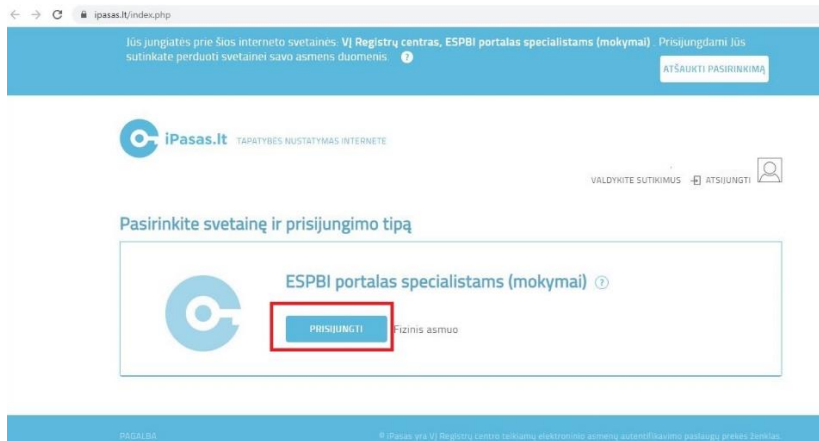 ipasas.lt/index.php
Jūs jungiatės prie šios interneto svetainės: VĮ Registrų centras, ESPBI portalas specialistams (mokymai) . Prisijungdami Jūs
sutinkate perduoti svetainei savo asmens duomenis. ?
ATŠAUKTI PASIRINKIMĄ
iPasas.lt TAPATYBĖS NUSTATYMAS INTERNETE
VALDYKITE SUTIKIMUS ATSIJUNGTI
Pasirinkite svetainę ir prisijungimo tipą
ESPBI portalas specialistams (mokymai) ?
PRISIJUNGTI Fizinis asmuo
PAGALBA © iPasas yra VĮ Registrų centro teikiamų elektroninio asmenų autentifikavimo paslaugų prekės ženklas.